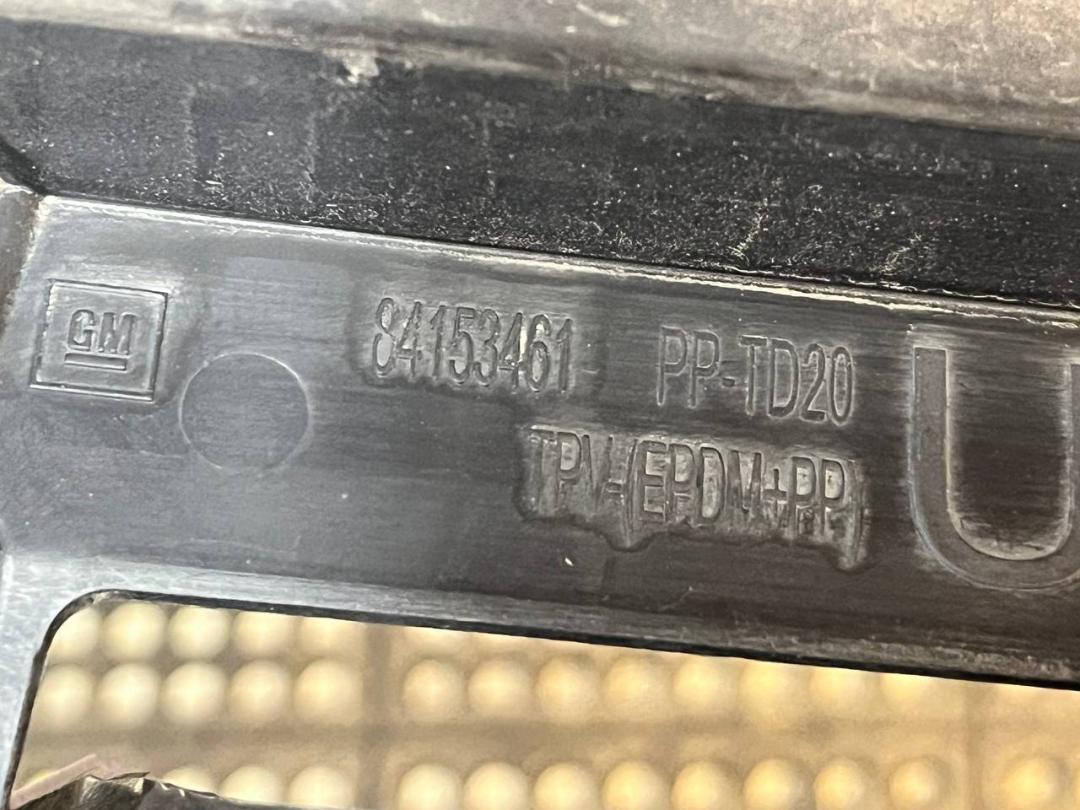 GM
84153461 PP-TD20
TPV-(EPDM+PP)
U